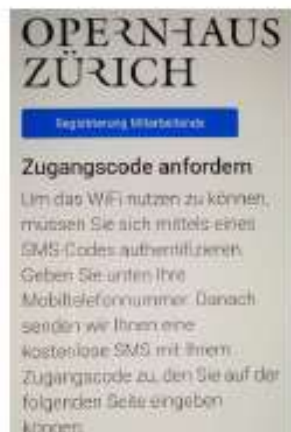 OPERNHAUS
ZÜRICH
Registrierung Mitarbeitende
Zugangscode anfordern
Um das WiFi nutzen zu können,
müssen Sie sich mittels eines
SMS-Codes authentifizieren.
Geben Sie unten Ihre
Mobiltelefonnummer. Danach
senden wir Ihnen eine
kostenlose SMS mit Ihrem
Zugangscode zu, den Sie auf der
folgenden Seite eingeben
können.